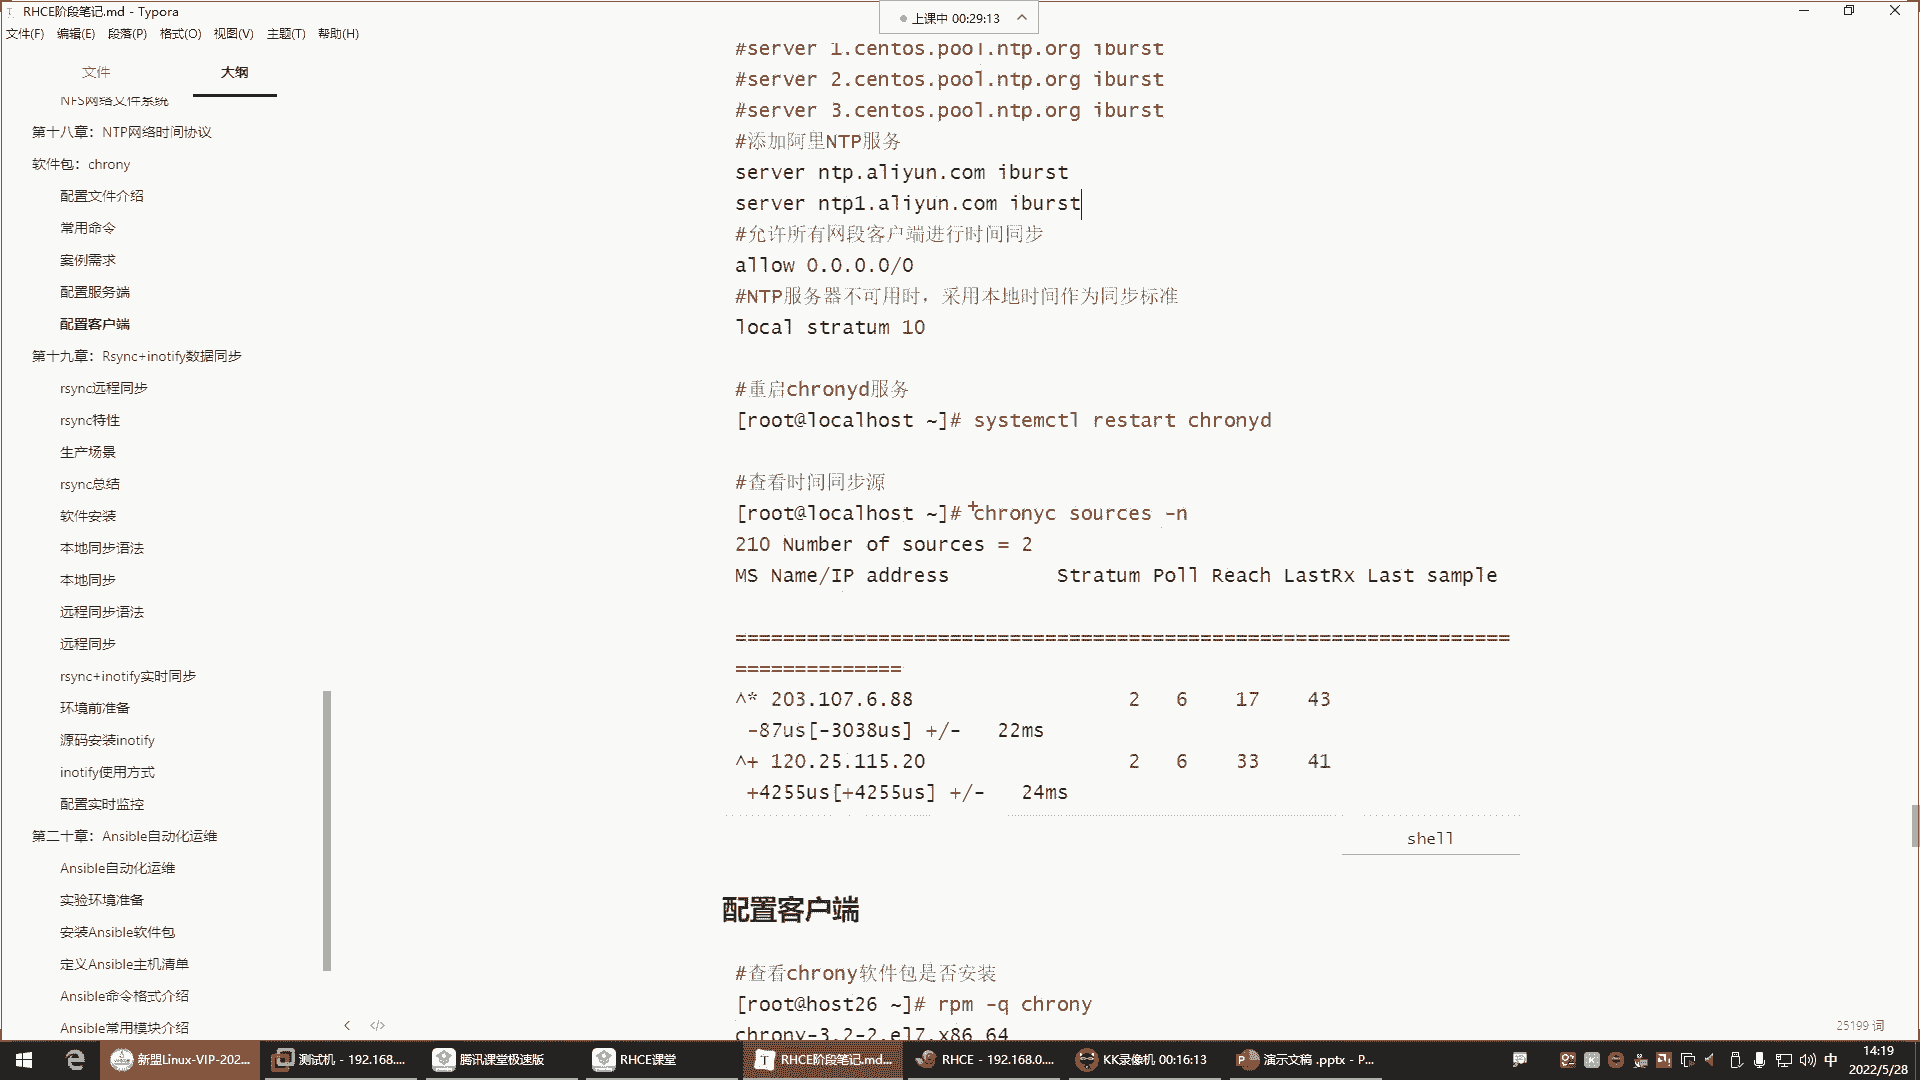 RHCE阶段笔记.md - Typora
上课中 00:29:13
文件(F) 编辑(E) 段落(P) 格式(O) 视图(V) 主题(T) 帮助(H)
文件 大纲
NFS网络文件系统
第十八章：NTP网络时间协议
软件包：chrony
配置文件介绍
常用命令
案例需求
配置服务端
配置客户端
第十九章：Rsync+inotify数据同步
rsync远程同步
rsync特性
生产场景
rsync总结
软件安装
本地同步语法
本地同步
远程同步语法
远程同步
rsync+inotify实时同步
环境前准备
源码安装inotify
inotify使用方式
配置实时监控
第二十章：Ansible自动化运维
Ansible自动化运维
实验环境准备
安装Ansible软件包
定义Ansible主机清单
Ansible命令格式介绍
Ansible常用模块介绍
#server 1.centos.pool.ntp.org iburst
#server 2.centos.pool.ntp.org iburst
#server 3.centos.pool.ntp.org iburst
#添加阿里NTP服务
server ntp.aliyun.com iburst
server ntp1.aliyun.com iburst
#允许所有网段客户端进行时间同步
allow 0.0.0.0/0
#NTP服务器不可用时，采用本地时间作为同步标准
local stratum 10
#重启chronyd服务
[root@localhost ~]# systemctl restart chronyd
#查看时间同步源
[root@localhost ~]# chronyc sources -n
210 Number of sources = 2
MS Name/IP address Stratum Poll Reach LastRx Last sample
=================================================================
==============
^* 203.107.6.88 2 6 17 43
-87us[-3038us] +/- 22ms
^+ 120.25.115.20 2 6 33 41
+4255us[+4255us] +/- 24ms
shell
配置客户端
#查看chrony软件包是否安装
[root@host26 ~]# rpm -q chrony
chrony-3.2-2.el7.x86_64
25199 词
新盟Linux-VIP-202... 测试机 - 192.168.... 腾讯课堂极速版 RHCE课堂 RHCE阶段笔记.md... RHCE - 192.168.0.... KK录像机 00:16:13 演示文稿 .pptx - P... 中
14:19
2022/5/28